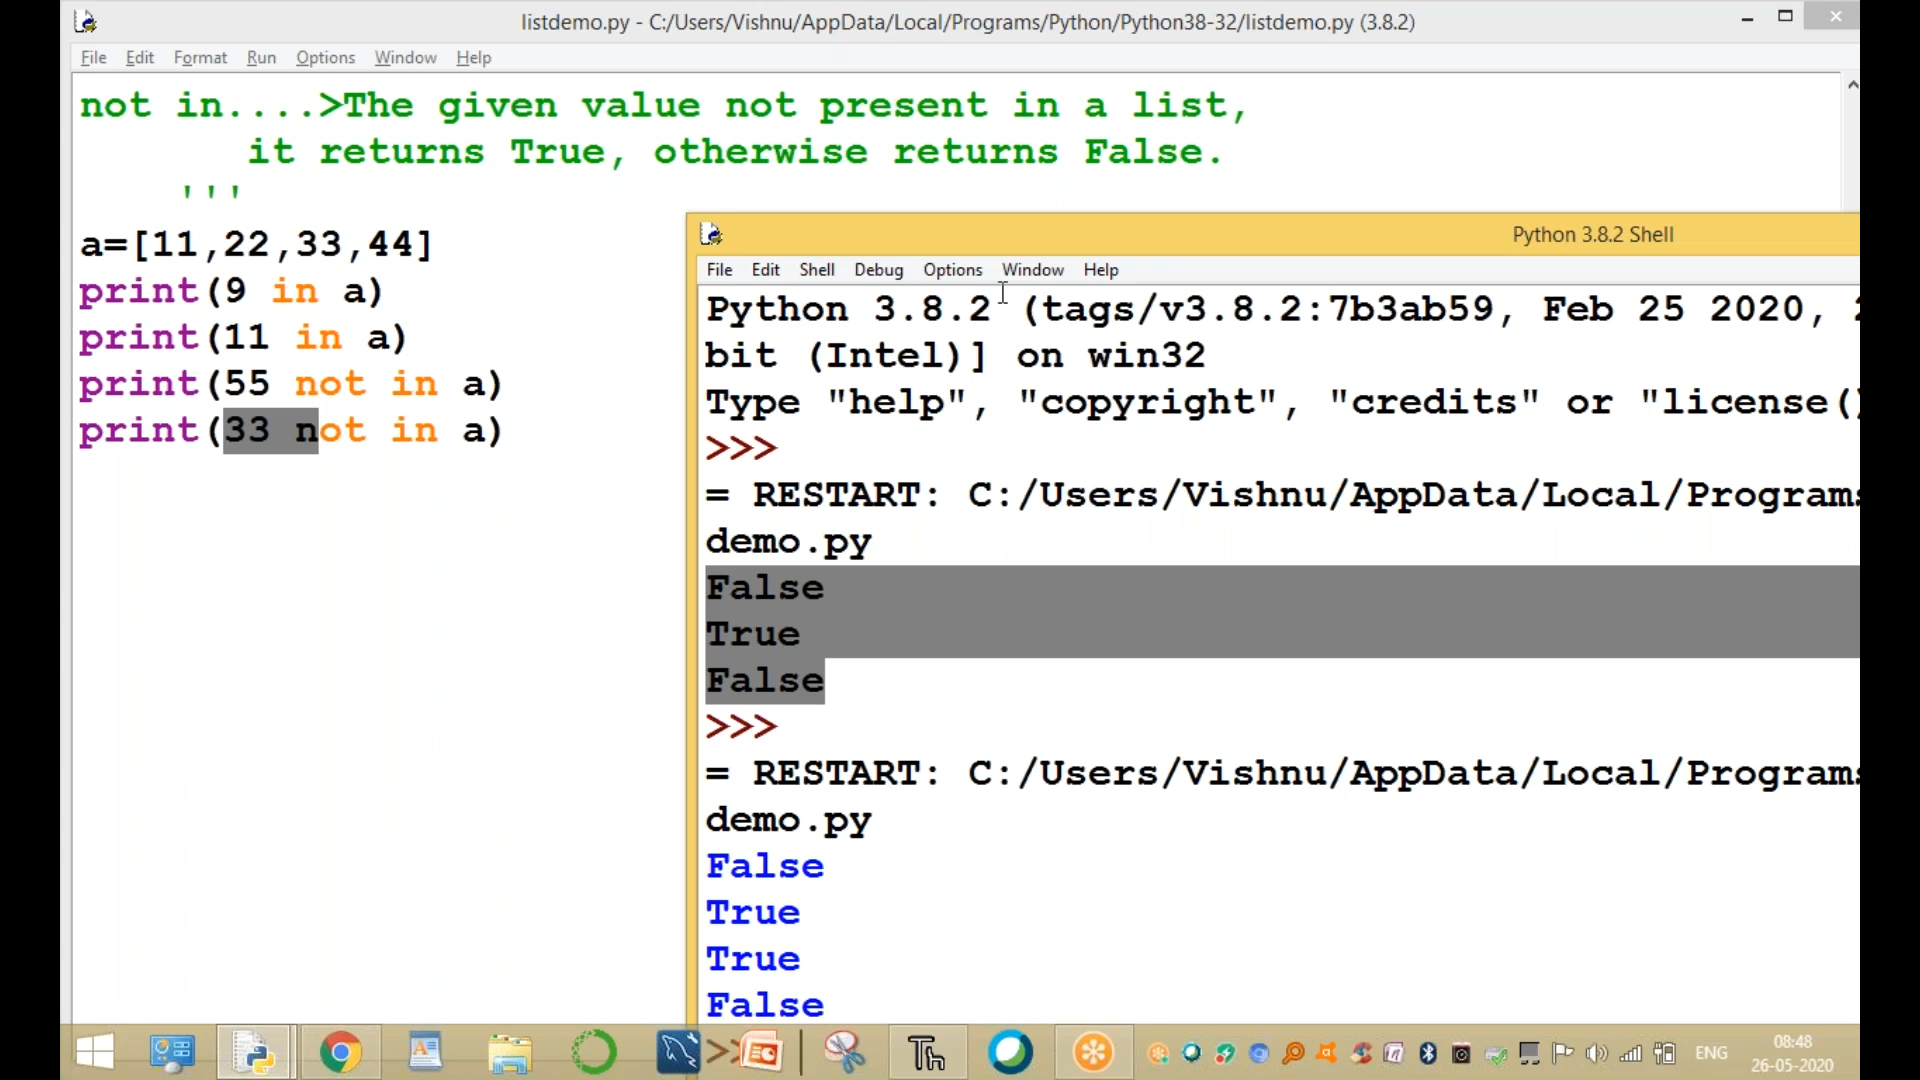 listdemo.py - C:/Users/Vishnu/AppData/Local/Programs/Python/Python38-32/listdemo.py (3.8.2)
File Edit Format Run Options Window Help
not in....>The given value not present in a list,
it returns True, otherwise returns False.
'''
a=[11,22,33,44]
print(9 in a)
print(11 in a)
print(55 not in a)
print(33 not in a)
Python 3.8.2 Shell
File Edit Shell Debug Options Window Help
Python 3.8.2 (tags/v3.8.2:7b3ab59, Feb 25 2020,
bit (Intel)] on win32
Type "help", "copyright", "credits" or "license()
>>>
= RESTART: C:/Users/Vishnu/AppData/Local/Programs
demo.py
False
True
False
>>>
= RESTART: C:/Users/Vishnu/AppData/Local/Programs
demo.py
False
True
True
False
>>
Th
ENG
08:48
26-05-2020